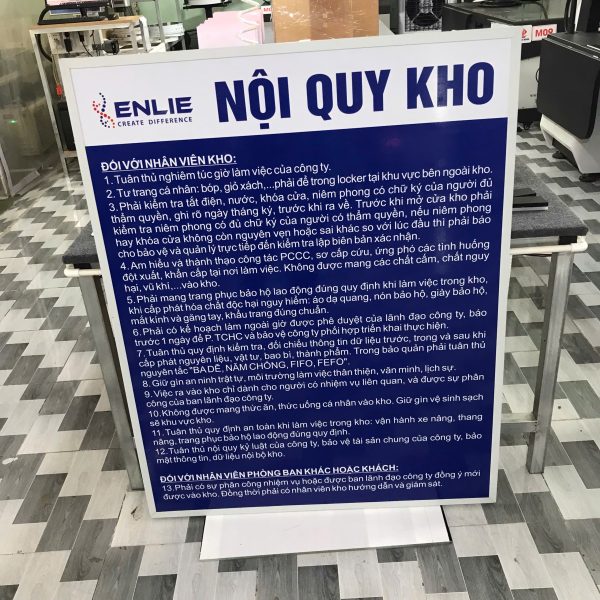 ENLIE
CREATE DIFFERENCE
NỘI QUY KHO
M09
ĐỐI VỚI NHÂN VIÊN KHO:
1. Tuân thủ nghiêm túc giờ làm việc của công ty.
2. Tư trang cá nhân: bóp, giỏ xách,...phải để trong locker tại khu vực bên ngoài kho.
3. Phải kiểm tra tắt điện, nước, khóa cửa, niêm phong có chữ ký của người đủ
thẩm quyền, ghi rõ ngày tháng ký, trước khi ra về. Trước khi mở cửa kho phải
kiểm tra niêm phong có đủ chữ ký của người có thẩm quyền, nếu niêm phong
hay khóa cửa không còn nguyên vẹn hoặc sai khác so với lúc đầu thì phải báo
cho bảo vệ và quản lý trực tiếp đến kiểm tra lập biên bản xác nhận.
4. Am hiểu và thành thạo công tác PCCC, sơ cấp cứu, ứng phó các tình huống
đột xuất, khẩn cấp tại nơi làm việc. Không được mang các chất cấm, chất nguy
hại, vũ khí,...vào kho.
5. Phải mang trang phục bảo hộ lao động đúng quy định khi làm việc trong kho,
khi cấp phát hóa chất độc hại nguy hiểm: áo dạ quang, nón bảo hộ, giày bảo hộ,
mắt kính và găng tay, khẩu trang đúng chuẩn.
6. Phải có kế hoạch làm ngoài giờ được phê duyệt của lãnh đạo công ty, báo
trước 1 ngày để P. TCHC và bảo vệ công ty phối hợp triển khai thực hiện.
7. Tuân thủ quy định kiểm tra, đối chiếu thông tin dữ liệu trước, trong và sau khi
cấp phát nguyên liệu, vật tư, bao bì, thành phẩm. Trong bảo quản phải tuân thủ
nguyên tắc "BA DỄ, NĂM CHỐNG, FIFO, FEFO".
8. Giữ gìn an ninh trật tự, môi trường làm việc thân thiện, văn minh, lịch sự.
9. Việc ra vào kho chỉ dành cho người có nhiệm vụ liên quan, và được sự phân
công của ban lãnh đạo công ty.
10. Không được mang thức ăn, thức uống cá nhân vào kho. Giữ gìn vệ sinh sạch
sẽ khu vực kho.
11. Tuân thủ quy định an toàn khi làm việc trong kho: vận hành xe nâng, thang
nâng, trang phục bảo hộ lao động đúng quy định.
12. Tuân thủ nội quy kỷ luật của công ty, bảo vệ tài sản chung của công ty, bảo
mật thông tin, dữ liệu nội bộ kho.
ĐỐI VỚI NHÂN VIÊN PHÒNG BAN KHÁC HOẶC KHÁCH:
13. Phải có sự phân công nhiệm vụ hoặc được ban lãnh đạo công ty đồng ý mới
được vào kho. Đồng thời phải có nhân viên kho hướng dẫn và giám sát.